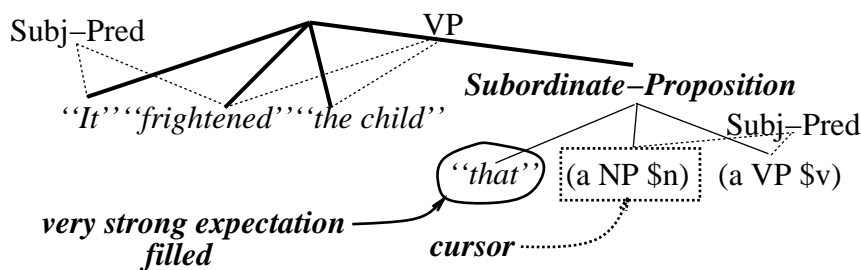 Subj–Pred VP
Subordinate–Proposition
‘‘It’’ ‘‘frightened’’ ‘‘the child’’
Subj–Pred
‘‘that’’ (a NP $n) (a VP $v)
very strong expectation
filled
cursor